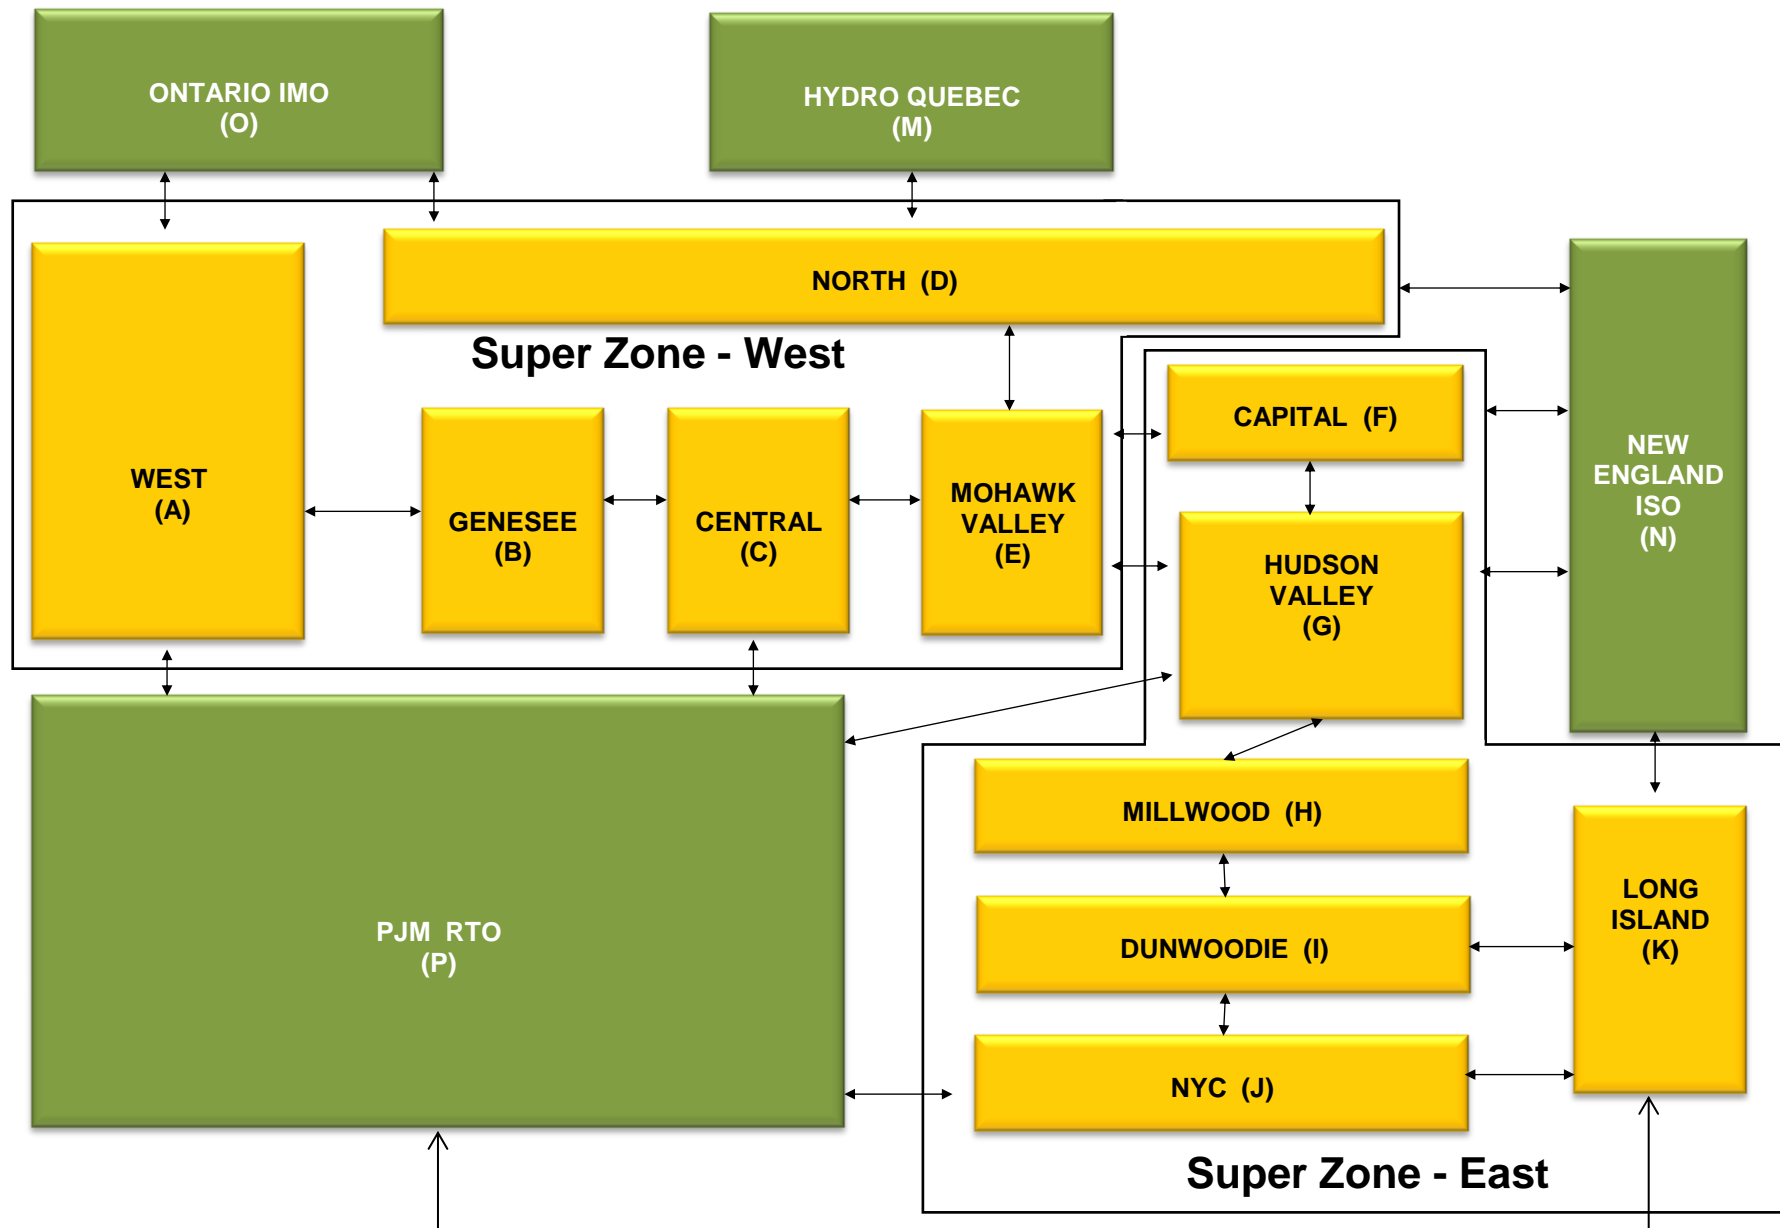 ONTARIO IMO
(O)
HYDRO QUEBEC
(M)
NORTH (D)
Super Zone - West
CAPITAL (F)
WEST
(A)
GENESEE
(B)
CENTRAL
(C)
MOHAWK
VALLEY
(E)
HUDSON
VALLEY
(G)
NEW
ENGLAND
ISO
(N)
MILLWOOD (H)
PJM RTO
(P)
DUNWOODIE (I)
LONG
ISLAND
(K)
NYC (J)
Super Zone - East